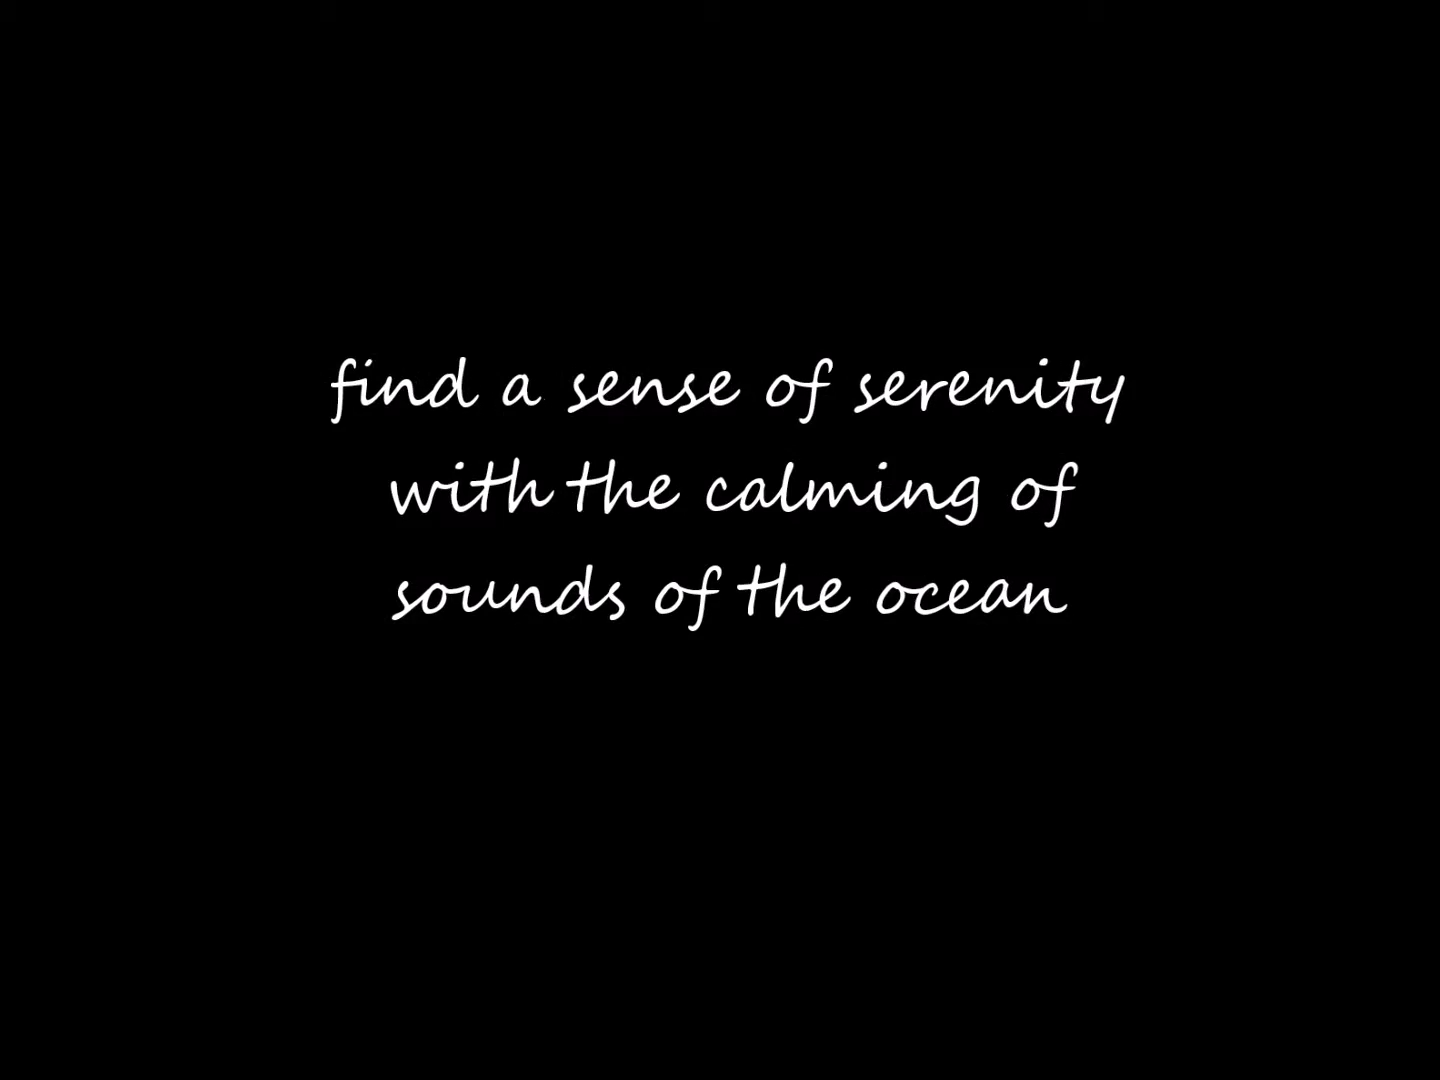 find a sense of serenity
with the calming of
sounds of the ocean